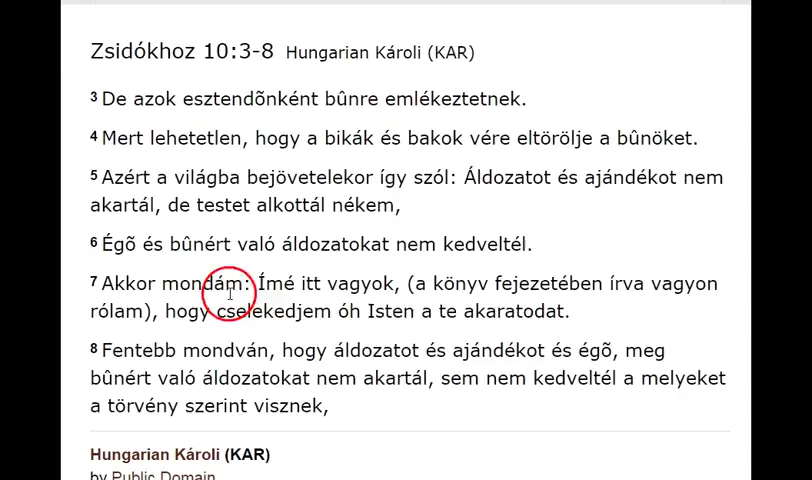 Zsidókhoz 10:3-8 Hungarian Károli (KAR)
3 De azok esztendõnként bûnre emlékeztetnek.
4 Mert lehetetlen, hogy a bikák és bakok vére eltörölje a bûnöket.
5 Azért a világba bejövetelekor így szól: Áldozatot és ajándékot nem
akartál, de testet alkottál nékem,
6 Égõ és bûnért való áldozatokat nem kedveltél.
7 Akkor mondám: Ímé itt vagyok, (a könyv fejezetében írva vagyon
rólam), hogy cselekedjem óh Isten a te akaratodat.
8 Fentebb mondván, hogy áldozatot és ajándékot és égõ, meg
bûnért való áldozatokat nem akartál, sem nem kedveltél a melyeket
a törvény szerint visznek,
Hungarian Károli (KAR)
by Public Domain